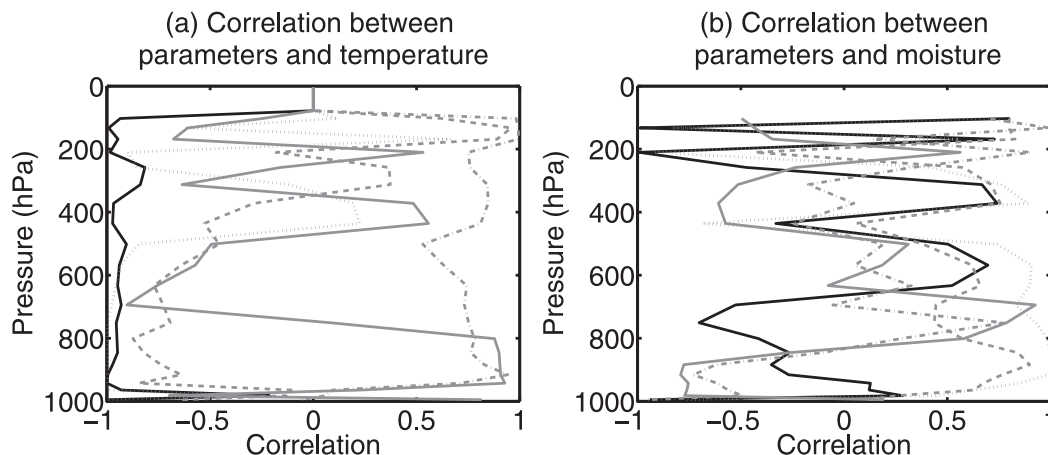 (a) Correlation between
parameters and temperature
0
200
400
600
800
1000
Pressure (hPa)
−1
−0.5
0
0.5
1
Correlation
(b) Correlation between
parameters and moisture
0
200
400
600
800
1000
Pressure (hPa)
−1
−0.5
0
0.5
1
Correlation